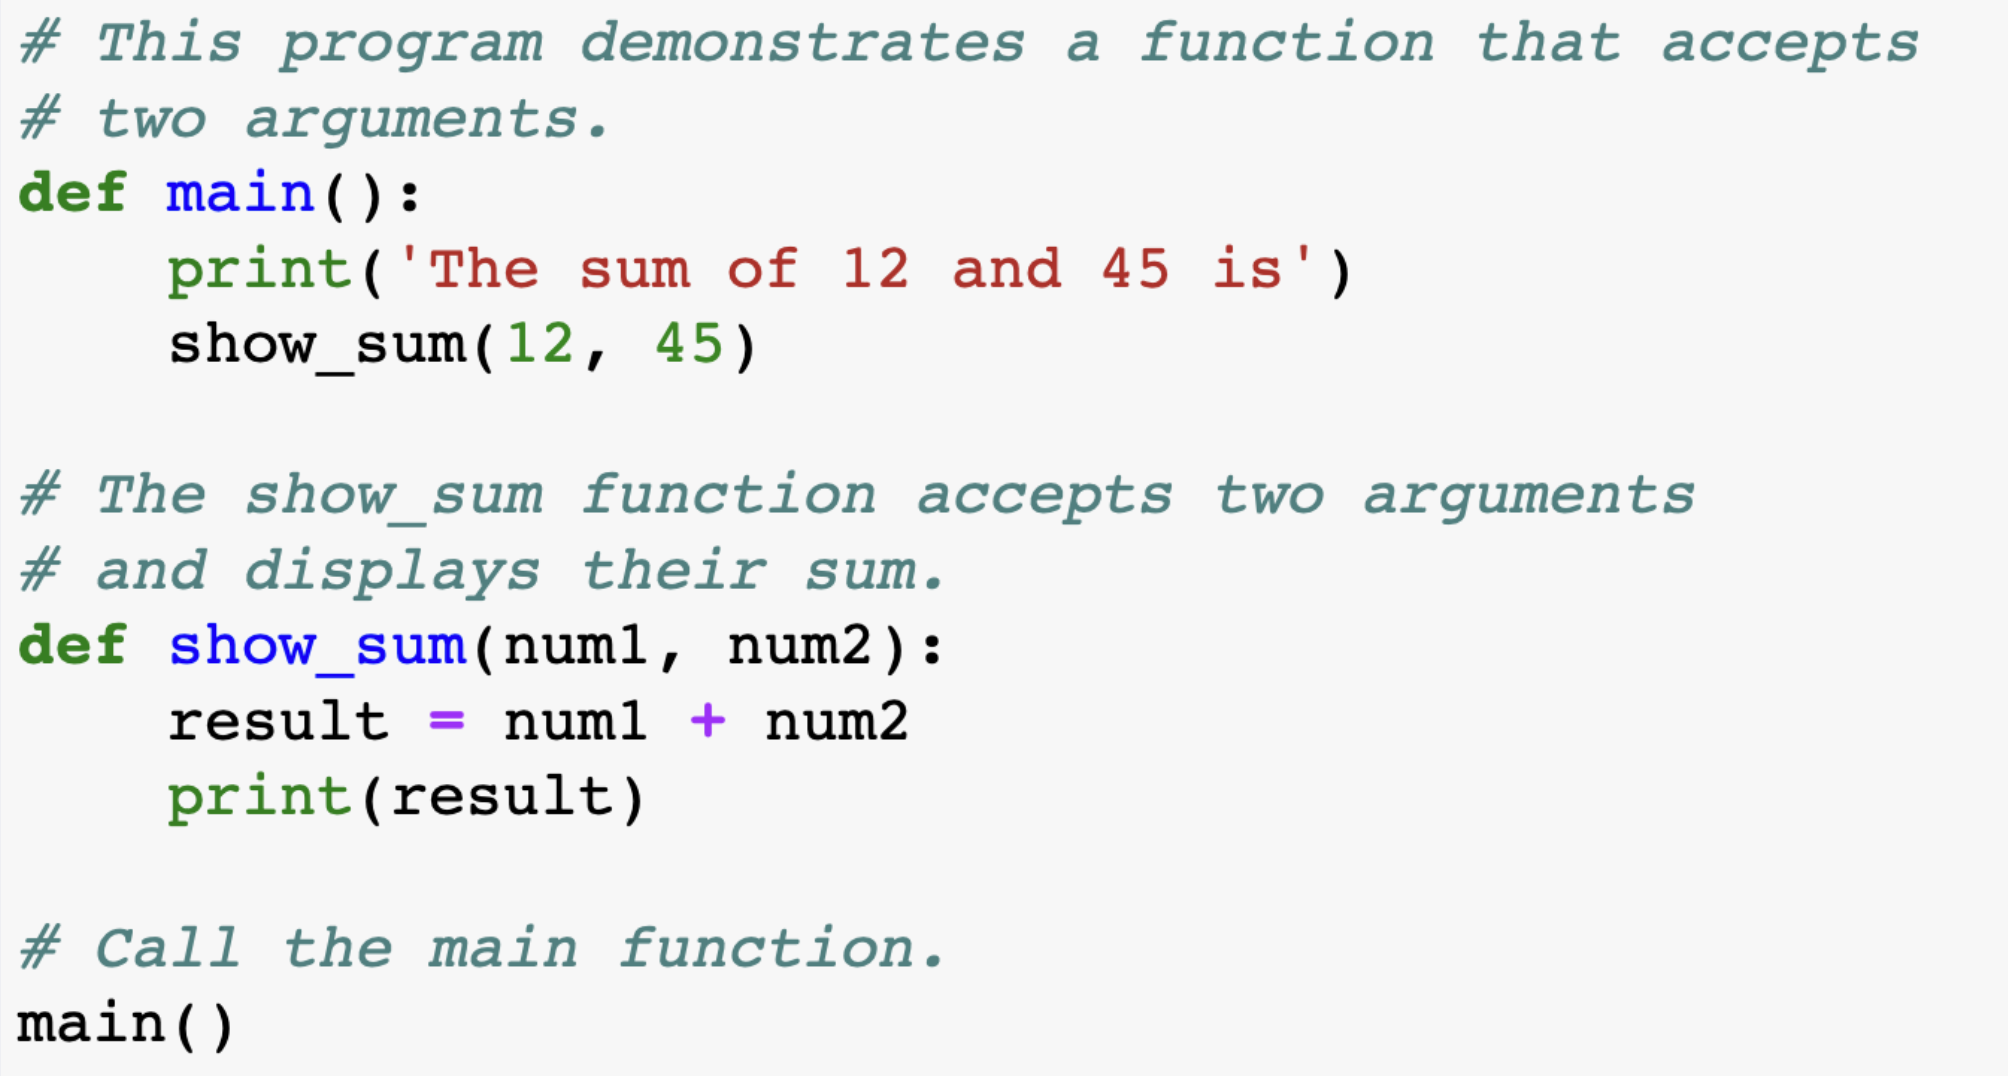 # This program demonstrates a function that accepts
# two arguments.
def main():
    print('The sum of 12 and 45 is')
    show_sum(12, 45)

# The show_sum function accepts two arguments
# and displays their sum.
def show_sum(num1, num2):
    result = num1 + num2
    print(result)

# Call the main function.
main()